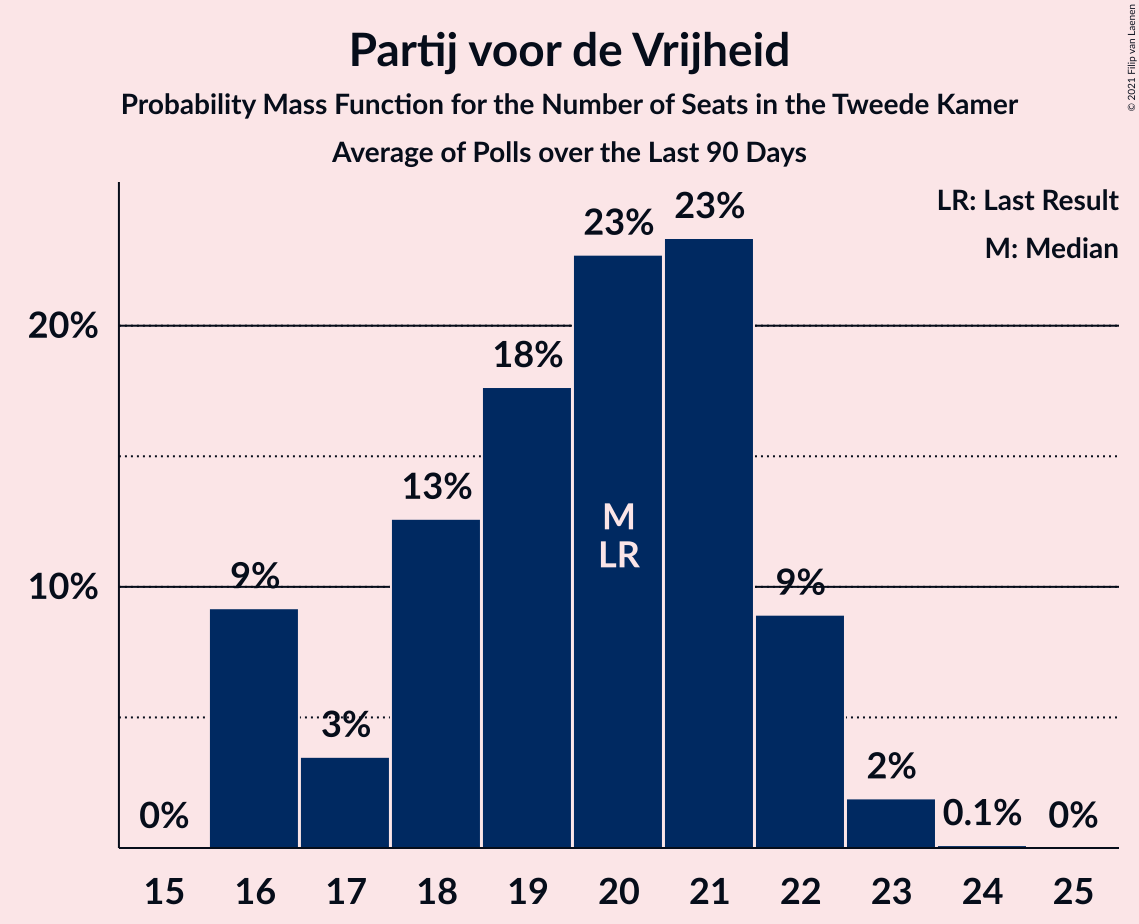 Partij voor de Vrijheid
Probability Mass Function for the Number of Seats in the Tweede Kamer
Average of Polls over the Last 90 Days
© 2021 Filip van Laenen
LR: Last Result
M: Median
20%
10%
0%
9%
3%
13%
18%
23%
23%
9%
2%
0.1%
0%
M
LR
15 16 17 18 19 20 21 22 23 24 25